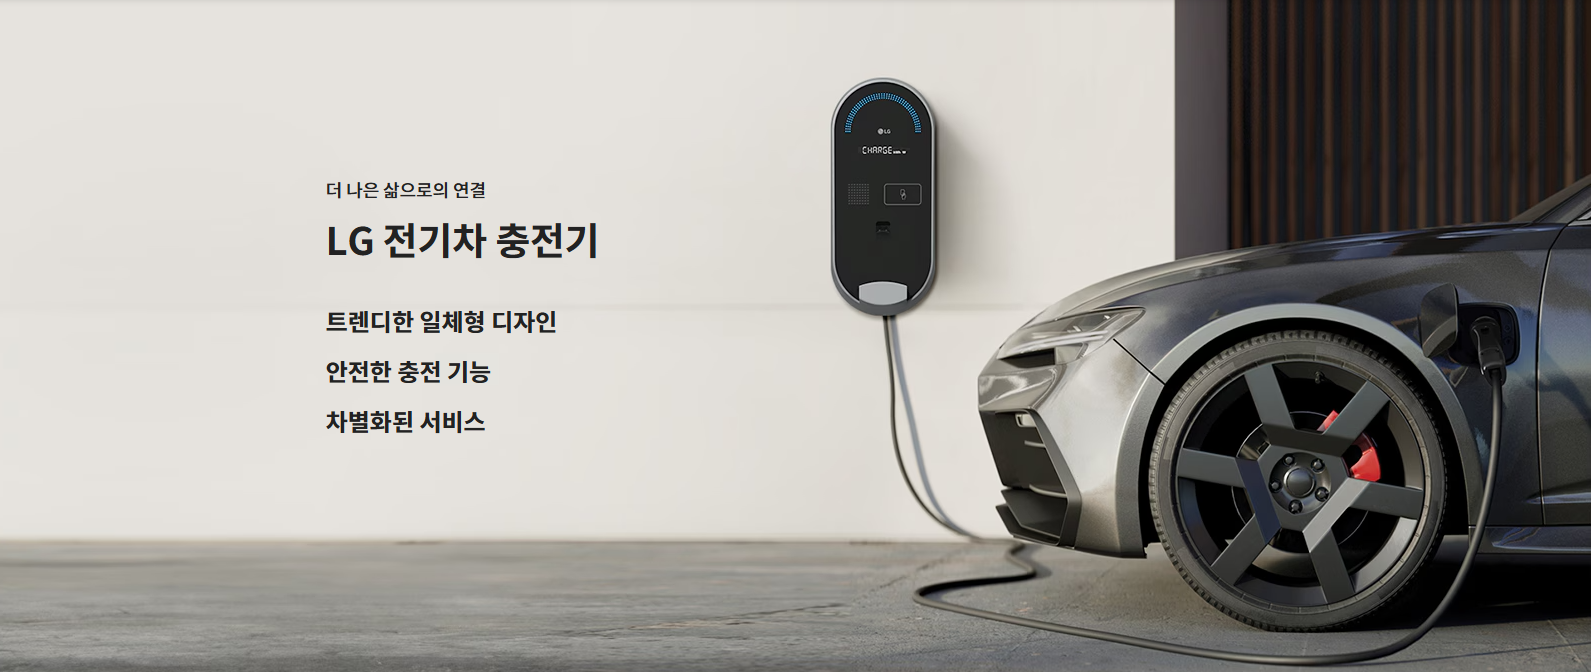 더 나은 삶으로의 연결
LG 전기차 충전기
트렌디한 일체형 디자인
안전한 충전 기능
차별화된 서비스
LG
CHARGE